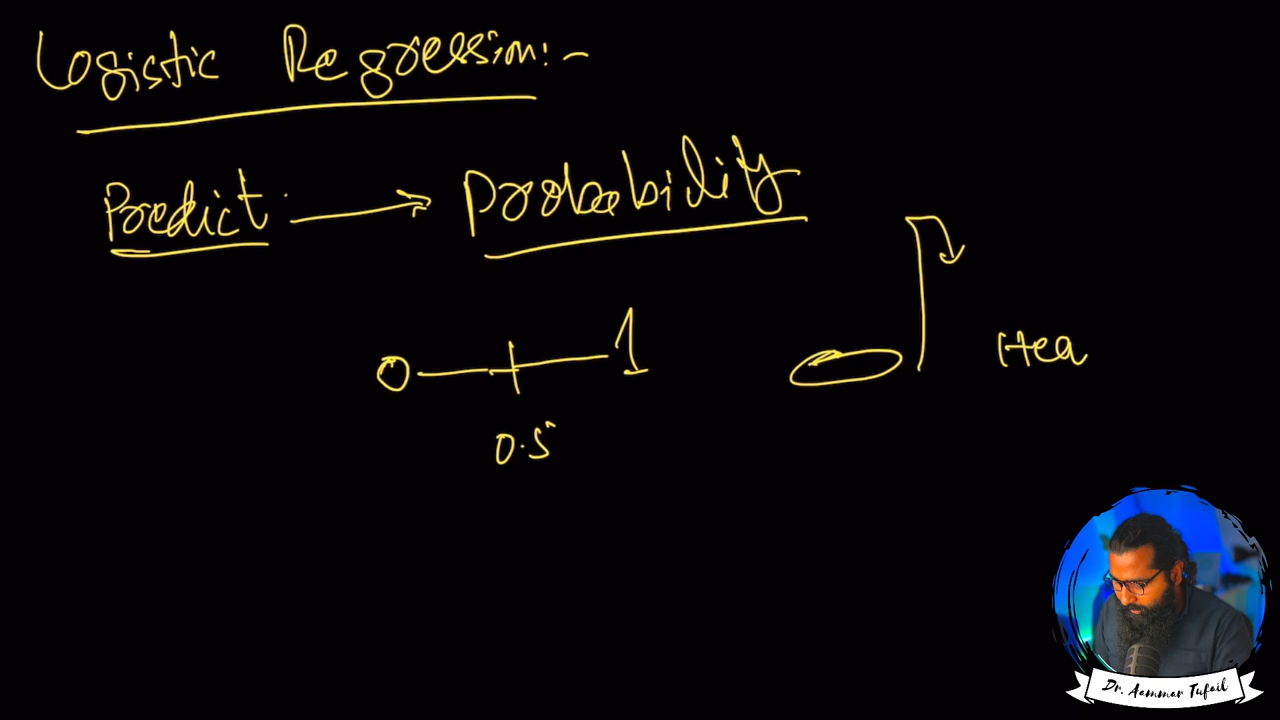 Logistic Regression:-
Predict → Probability
0 1
0.5
Hea
Dr. Aammar Tufail